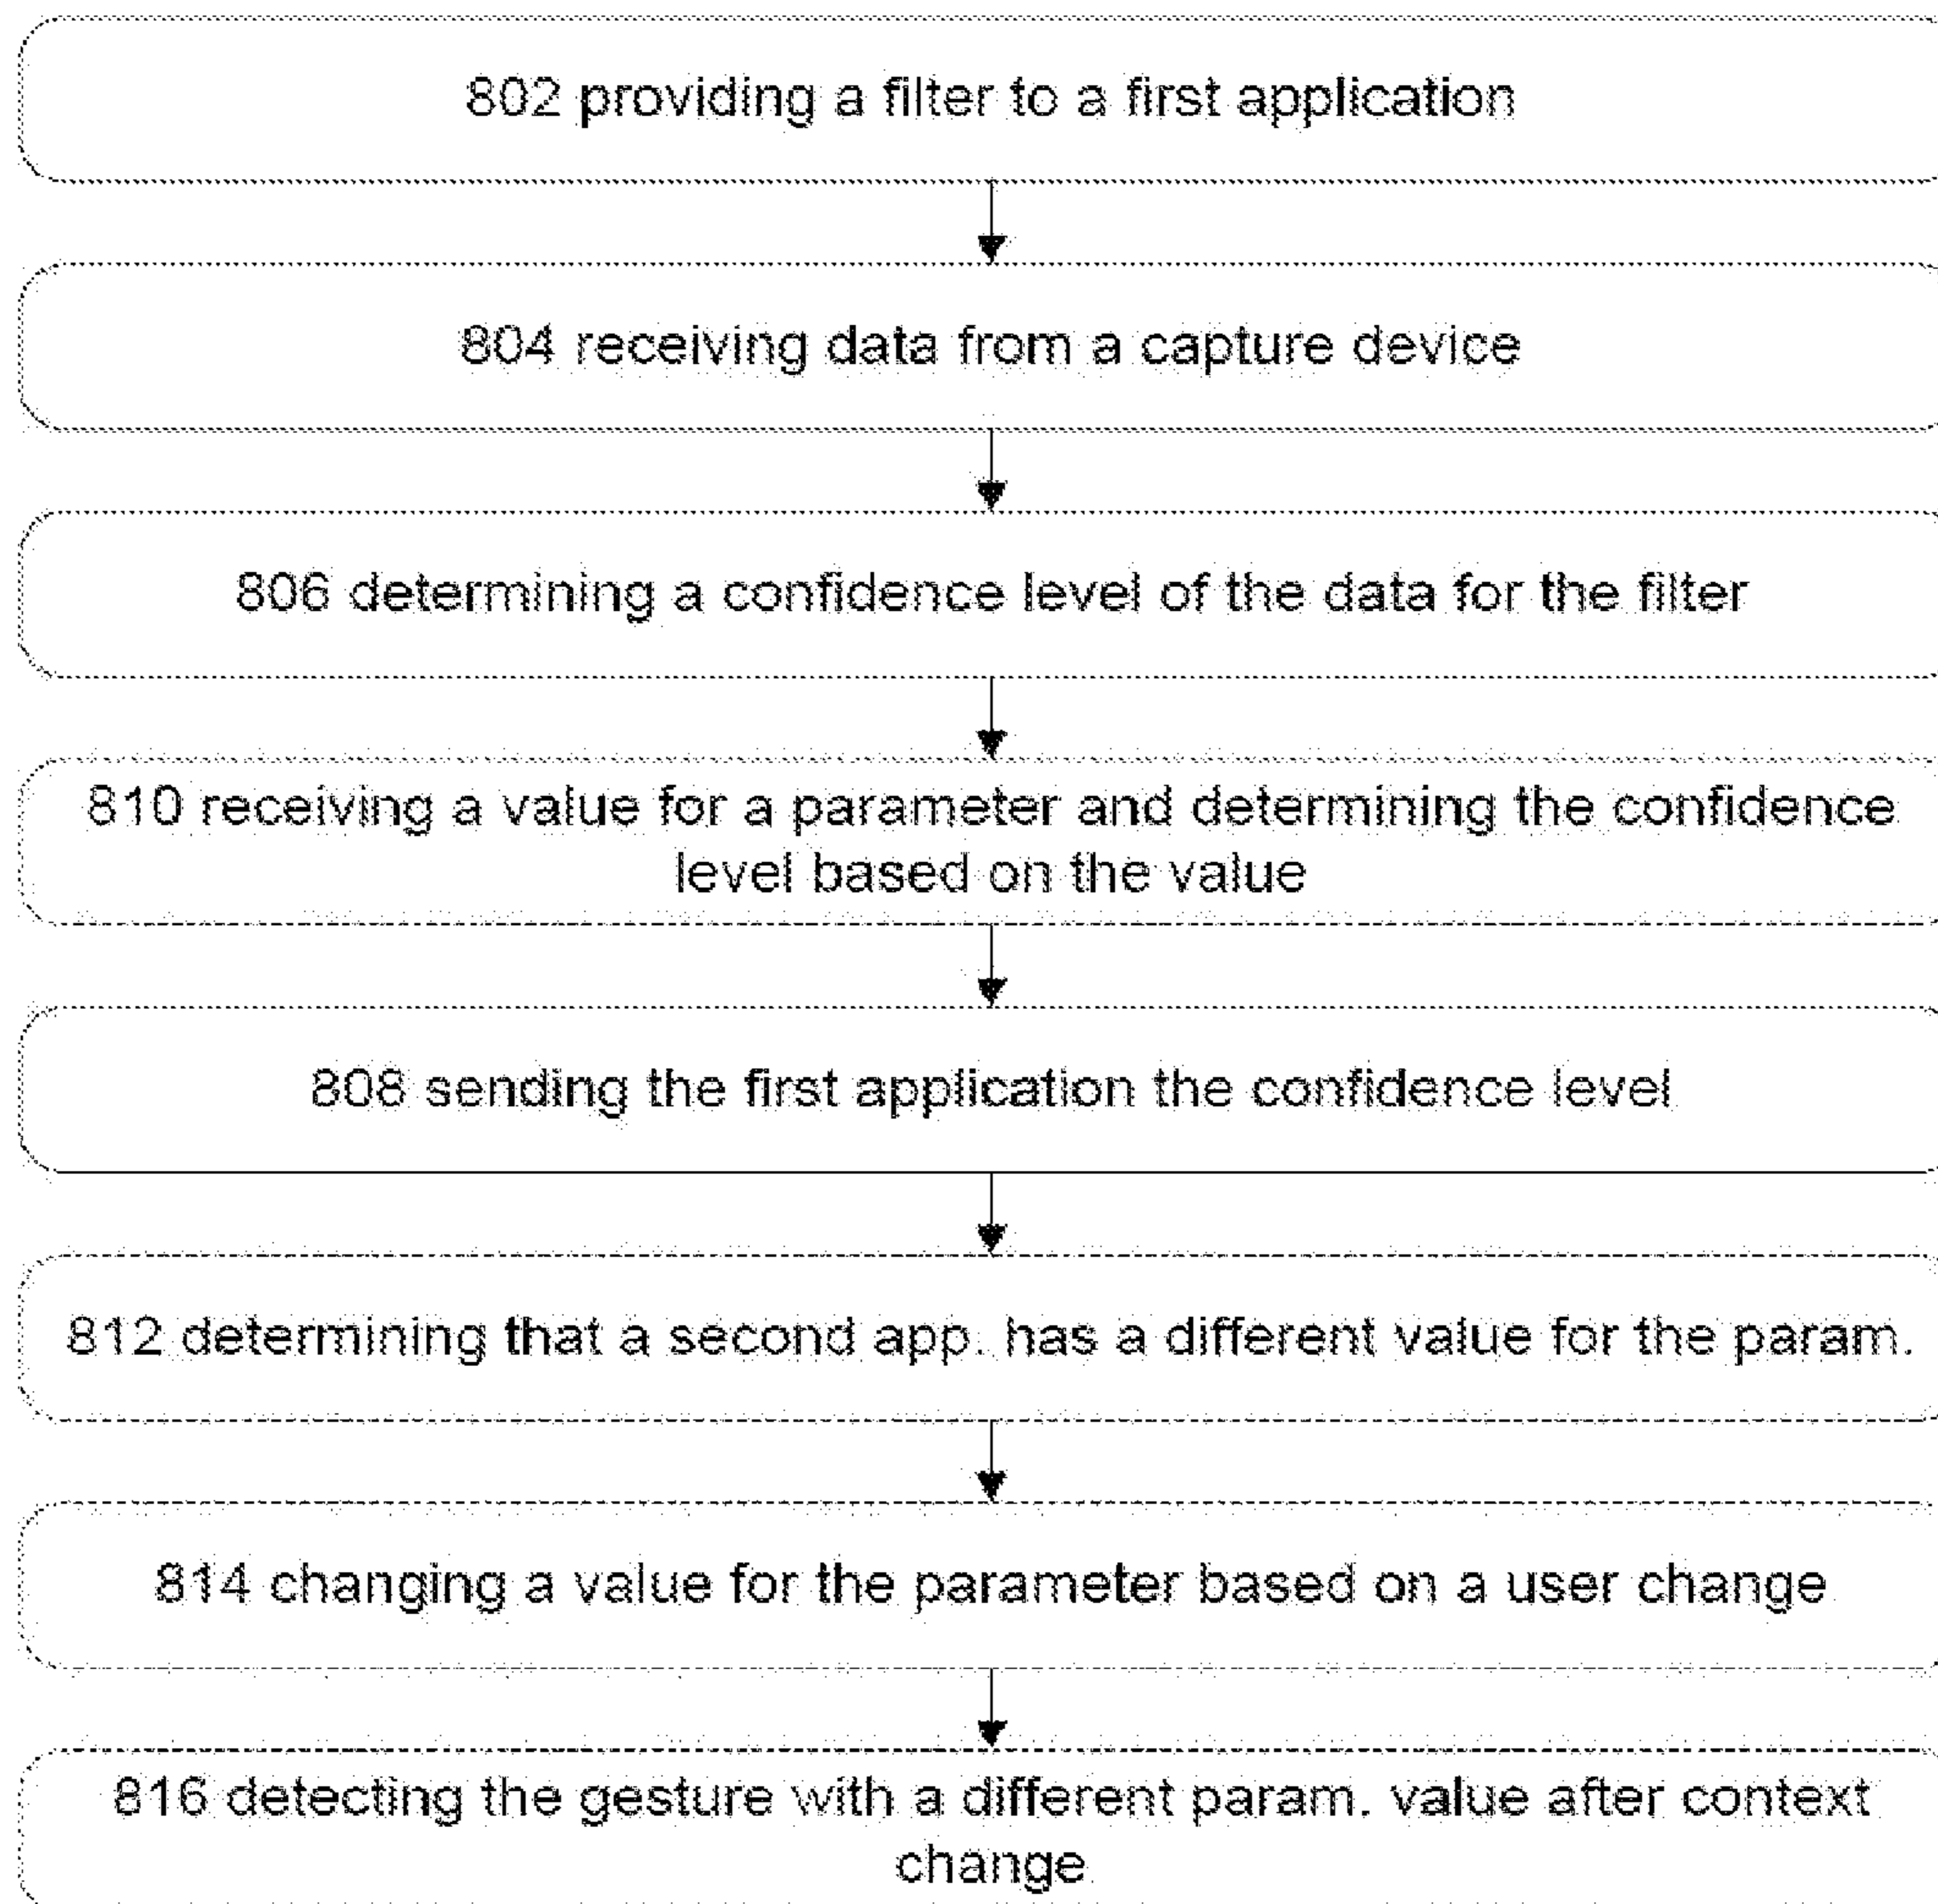 802 providing a filter to a first application
804 receiving data from a capture device
806 determining a confidence level of the data for the filter
810 receiving a value for a parameter and determining the confidence
level based on the value
808 sending the first application the confidence level
812 determining that a second app. has a different value for the param.
814 changing a value for the parameter based on a user change
816 detecting the gesture with a different param. value after context
change